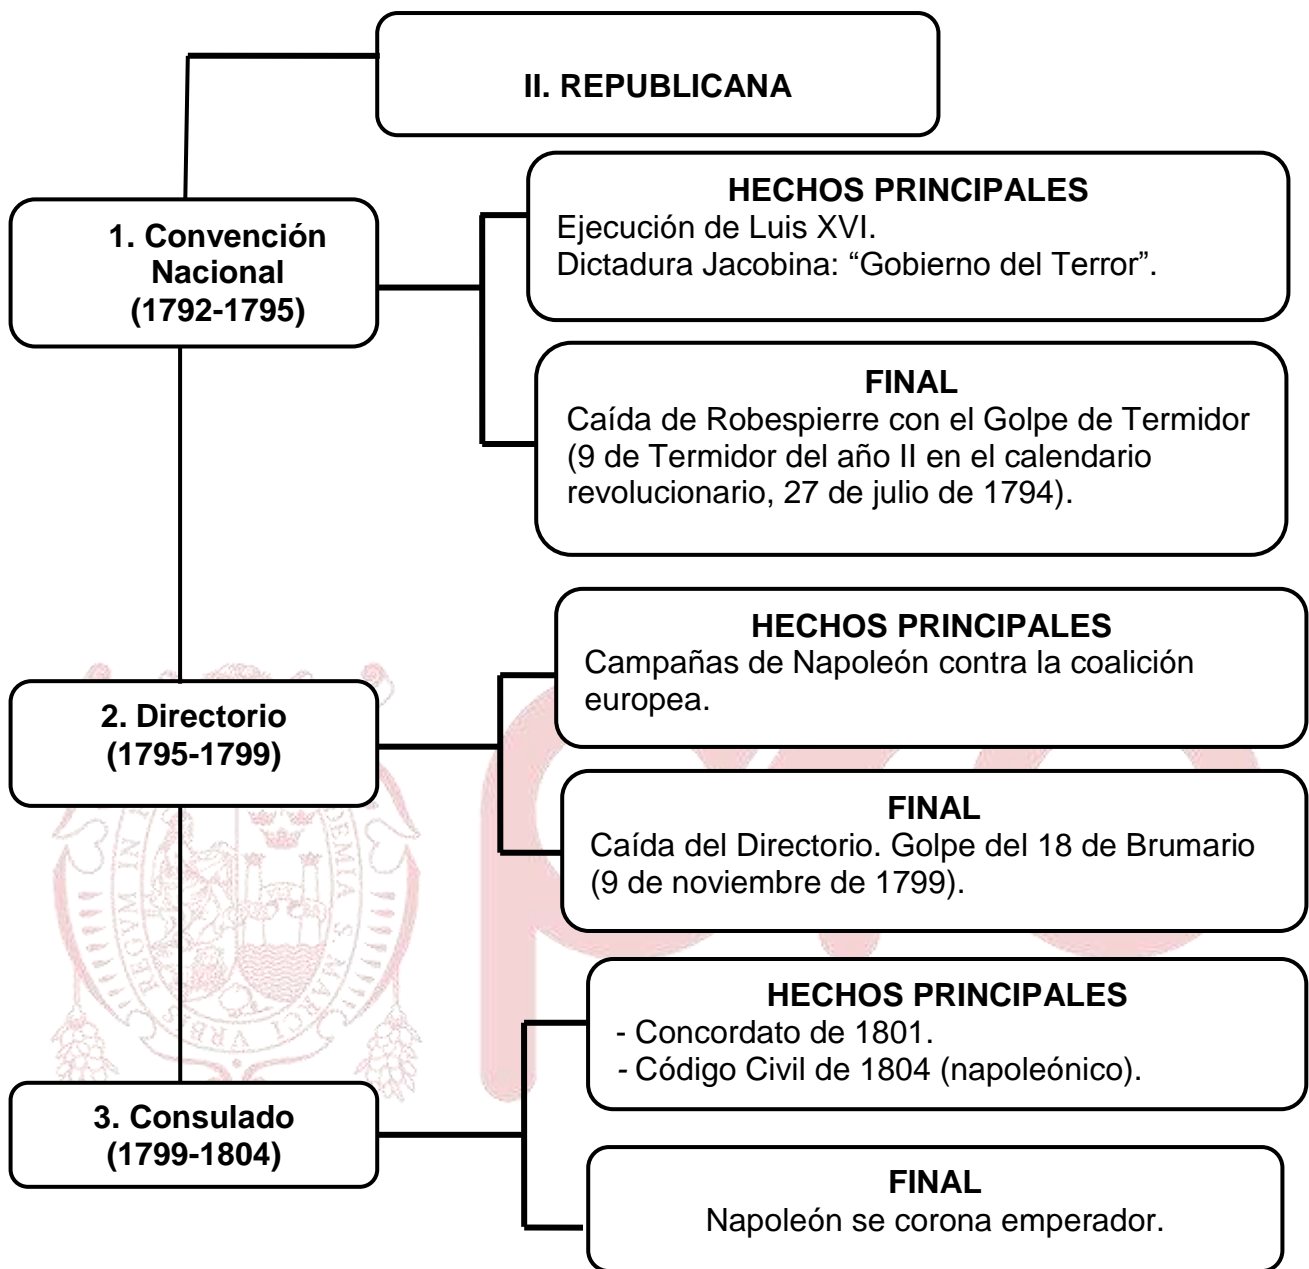 II. REPUBLICANA
1. Convención
Nacional
(1792-1795)
HECHOS PRINCIPALES
Ejecución de Luis XVI.
Dictadura Jacobina: “Gobierno del Terror”.
FINAL
Caída de Robespierre con el Golpe de Termidor
(9 de Termidor del año II en el calendario
revolucionario, 27 de julio de 1794).
2. Directorio
(1795-1799)
HECHOS PRINCIPALES
Campañas de Napoleón contra la coalición
europea.
FINAL
Caída del Directorio. Golpe del 18 de Brumario
(9 de noviembre de 1799).
3. Consulado
(1799-1804)
HECHOS PRINCIPALES
- Concordato de 1801.
- Código Civil de 1804 (napoleónico).
FINAL
Napoleón se corona emperador.